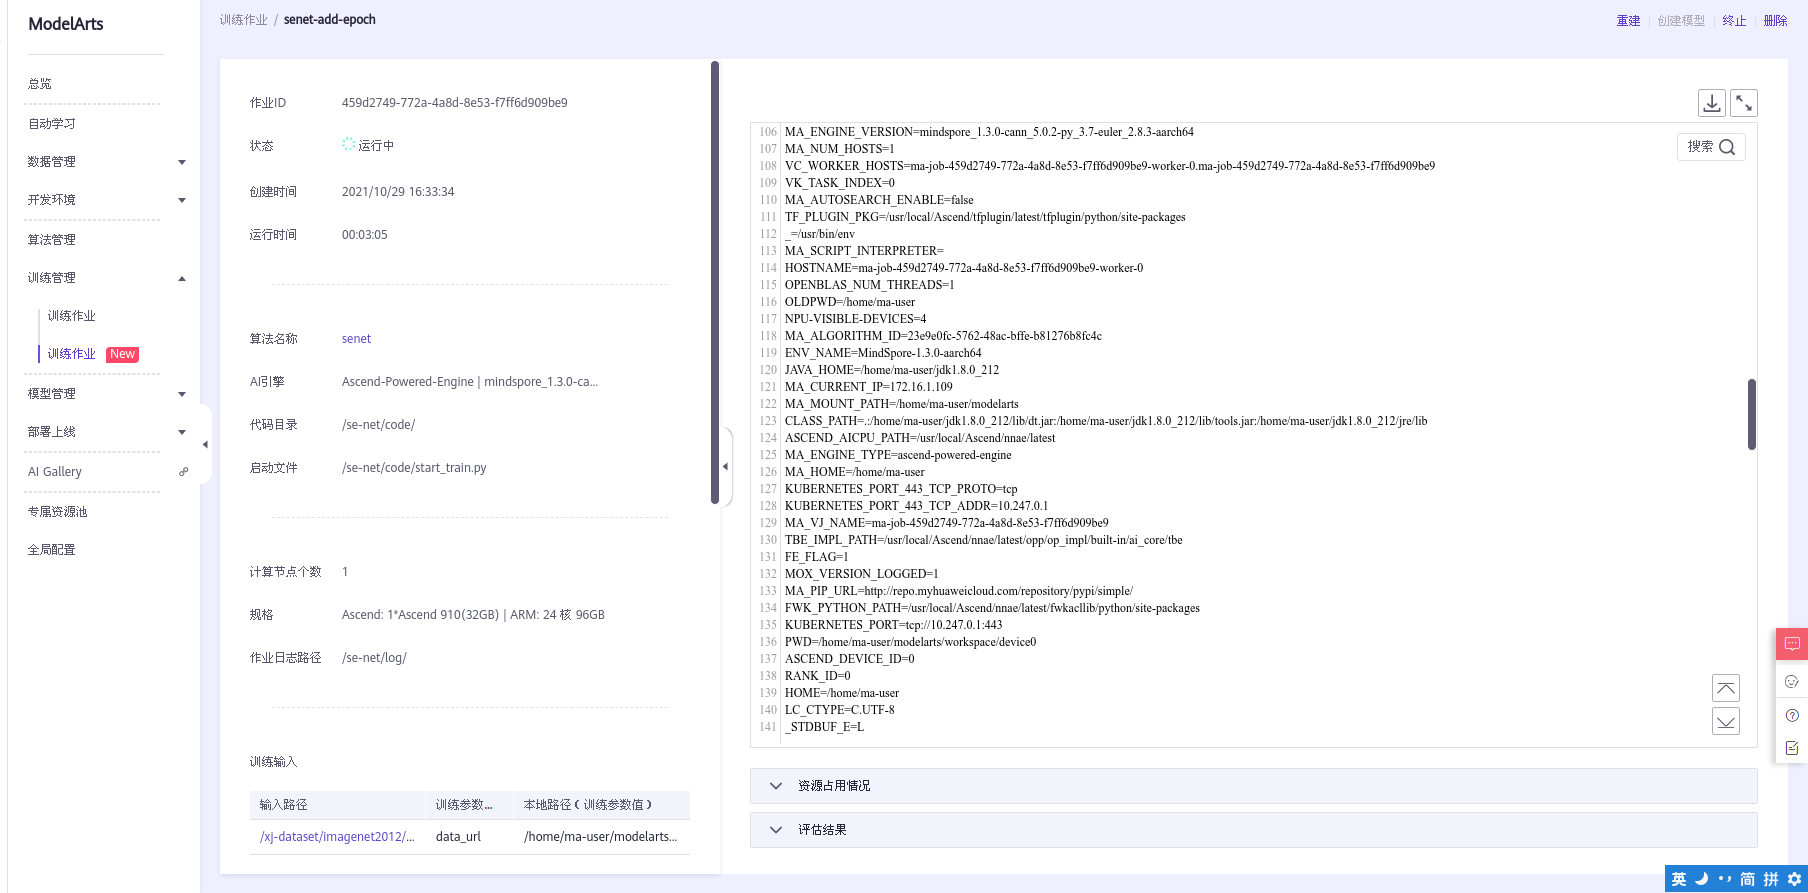 ModelArts
总览
自动学习
数据管理
开发环境
算法管理
训练管理
训练作业
训练作业 New
模型管理
部署上线
AI Gallery
专属资源池
全局配置
训练作业 / senet-add-epoch
重建 创建模型 终止 删除
作业ID 459d2749-772a-4a8d-8e53-f7ff6d909be9
状态 运行中
创建时间 2021/10/29 16:33:34
运行时间 00:03:05
算法名称 senet
AI引擎 Ascend-Powered-Engine | mindspore_1.3.0-ca...
代码目录 /se-net/code/
启动文件 /se-net/code/start_train.py
计算节点个数 1
规格 Ascend: 1*Ascend 910(32GB) | ARM: 24 核 96GB
作业日志路径 /se-net/log/
训练输入
输入路径 训练参数... 本地路径（训练参数值）
/xj-dataset/imagenet2012/... data_url /home/ma-user/modelarts...
搜索
106 MA_ENGINE_VERSION=mindspore_1.3.0-cann_5.0.2-py_3.7-euler_2.8.3-aarch64
107 MA_NUM_HOSTS=1
108 VC_WORKER_HOSTS=ma-job-459d2749-772a-4a8d-8e53-f7ff6d909be9-worker-0.ma-job-459d2749-772a-4a8d-8e53-f7ff6d909be9
109 VK_TASK_INDEX=0
110 MA_AUTOSEARCH_ENABLE=false
111 TF_PLUGIN_PKG=/usr/local/Ascend/tfplugin/latest/tfplugin/python/site-packages
112 _=/usr/bin/env
113 MA_SCRIPT_INTERPRETER=
114 HOSTNAME=ma-job-459d2749-772a-4a8d-8e53-f7ff6d909be9-worker-0
115 OPENBLAS_NUM_THREADS=1
116 OLDPWD=/home/ma-user
117 NPU-VISIBLE-DEVICES=4
118 MA_ALGORITHM_ID=23e9e0fc-5762-48ac-bffe-b81276b8fc4c
119 ENV_NAME=MindSpore-1.3.0-aarch64
120 JAVA_HOME=/home/ma-user/jdk1.8.0_212
121 MA_CURRENT_IP=172.16.1.109
122 MA_MOUNT_PATH=/home/ma-user/modelarts
123 CLASS_PATH=.:/home/ma-user/jdk1.8.0_212/lib/dt.jar:/home/ma-user/jdk1.8.0_212/lib/tools.jar:/home/ma-user/jdk1.8.0_212/jre/lib
124 ASCEND_AICPU_PATH=/usr/local/Ascend/nnae/latest
125 MA_ENGINE_TYPE=ascend-powered-engine
126 MA_HOME=/home/ma-user
127 KUBERNETES_PORT_443_TCP_PROTO=tcp
128 KUBERNETES_PORT_443_TCP_ADDR=10.247.0.1
129 MA_VJ_NAME=ma-job-459d2749-772a-4a8d-8e53-f7ff6d909be9
130 TBE_IMPL_PATH=/usr/local/Ascend/nnae/latest/opp/op_impl/built-in/ai_core/tbe
131 FE_FLAG=1
132 MOX_VERSION_LOGGED=1
133 MA_PIP_URL=http://repo.myhuaweicloud.com/repository/pypi/simple/
134 FWK_PYTHON_PATH=/usr/local/Ascend/nnae/latest/fwkacllib/python/site-packages
135 KUBERNETES_PORT=tcp://10.247.0.1:443
136 PWD=/home/ma-user/modelarts/workspace/device0
137 ASCEND_DEVICE_ID=0
138 RANK_ID=0
139 HOME=/home/ma-user
140 LC_CTYPE=C.UTF-8
141 _STDBUF_E=L
资源占用情况
评估结果
英 简 拼